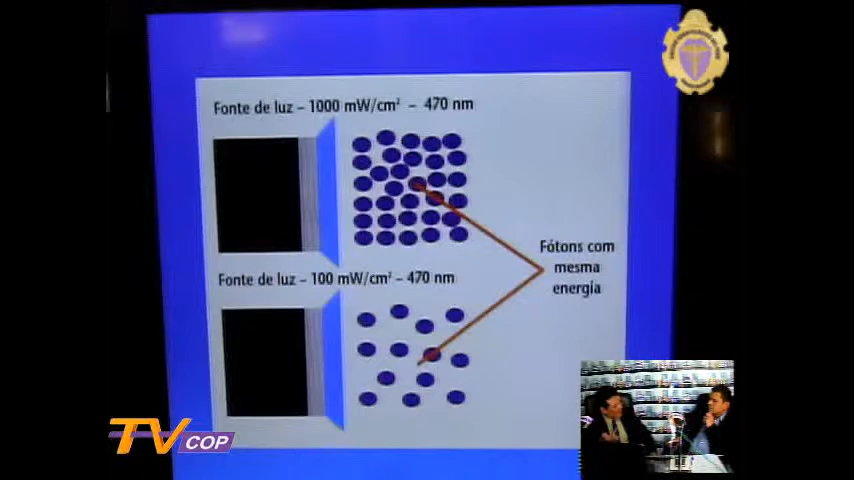 Fonte de luz – 1000 mW/cm² – 470 nm
Fótons com
mesma
energía
Fonte de luz – 100 mW/cm² – 470 nm
TV COP